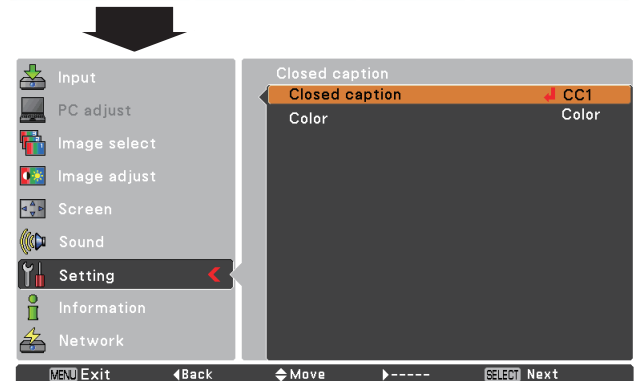 Input
PC adjust
Image select
Image adjust
Screen
Sound
Setting
Information
Network
Closed caption
Closed caption CC1
Color Color
MENU Exit Back Move ----- SELECT Next